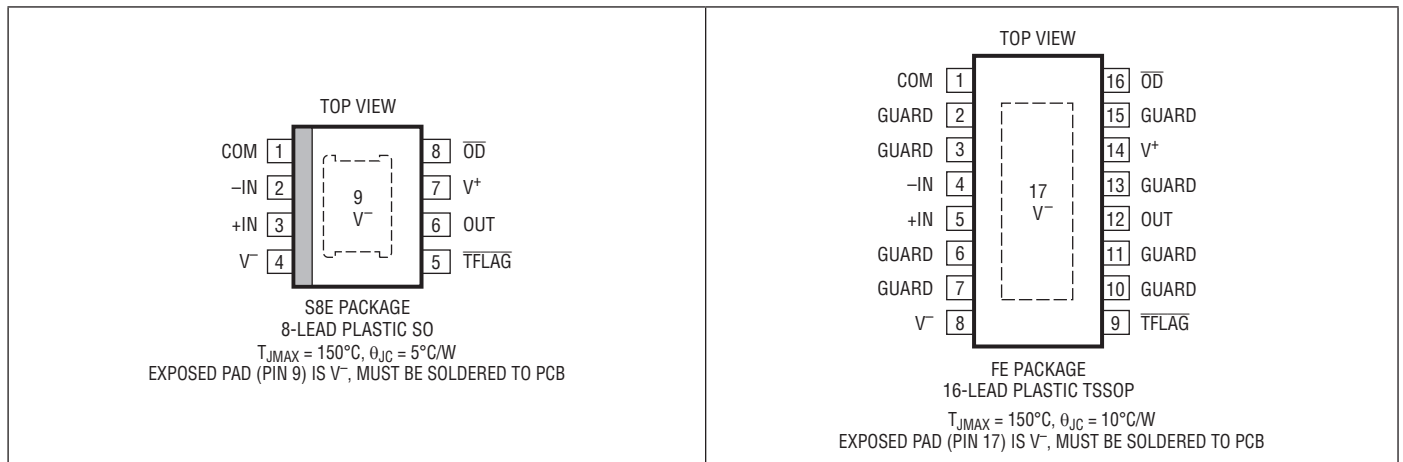 TOP VIEW
COM 1
–IN 2
+IN 3
V– 4
9
V–
8 OD
7 V+
6 OUT
5 TFLAG
S8E PACKAGE
8-LEAD PLASTIC SO
TJMAX = 150°C, θJC = 5°C/W
EXPOSED PAD (PIN 9) IS V–, MUST BE SOLDERED TO PCB
TOP VIEW
COM 1
GUARD 2
GUARD 3
–IN 4
+IN 5
GUARD 6
GUARD 7
V– 8
17
V–
16 OD
15 GUARD
14 V+
13 GUARD
12 OUT
11 GUARD
10 GUARD
9 TFLAG
FE PACKAGE
16-LEAD PLASTIC TSSOP
TJMAX = 150°C, θJC = 10°C/W
EXPOSED PAD (PIN 17) IS V–, MUST BE SOLDERED TO PCB